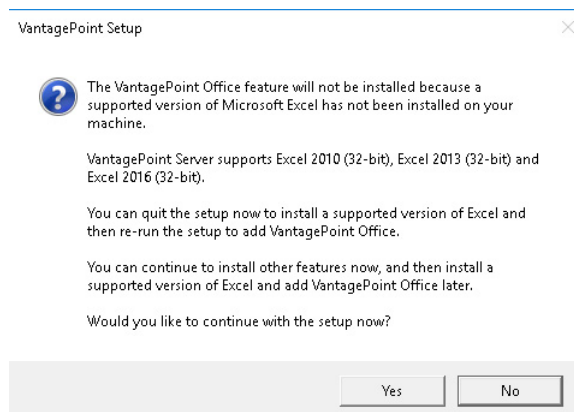 VantagePoint Setup
The VantagePoint Office feature will not be installed because a
supported version of Microsoft Excel has not been installed on your
machine.
VantagePoint Server supports Excel 2010 (32-bit), Excel 2013 (32-bit) and
Excel 2016 (32-bit).
You can quit the setup now to install a supported version of Excel and
then re-run the setup to add VantagePoint Office.
You can continue to install other features now, and then install a
supported version of Excel and add VantagePoint Office later.
Would you like to continue with the setup now?
Yes
No